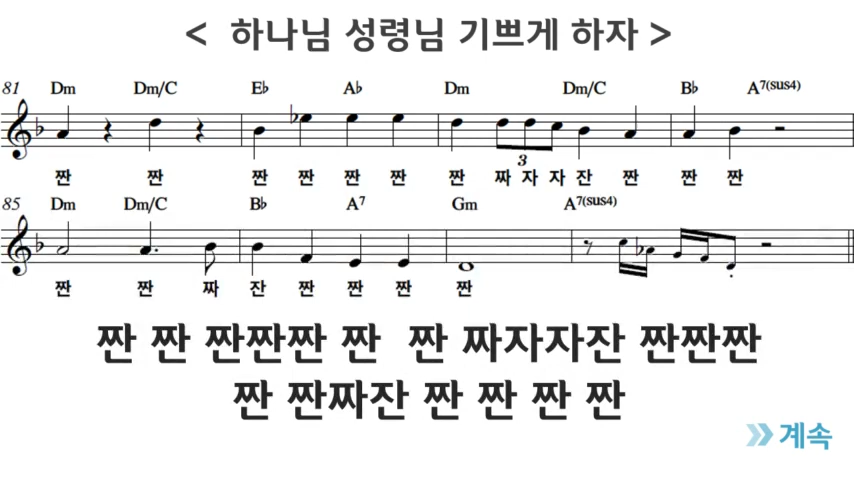 < 하나님 성령님 기쁘게 하자 >
81 Dm Dm/C E♭ A♭ Dm Dm/C B♭ A7(sus4)
3
짠 짠 짠 짠 짠 짠 짠 짜 자 자 잔 짠 짠 짠
85 Dm Dm/C B♭ A7 Gm A7(sus4)
짠 짠 짜 잔 짠 짠 짠 짠
짠 짠 짠짠짠 짠 짠 짜자자잔 짠짠짠
짠 짠짜잔 짠 짠 짠 짠
계속